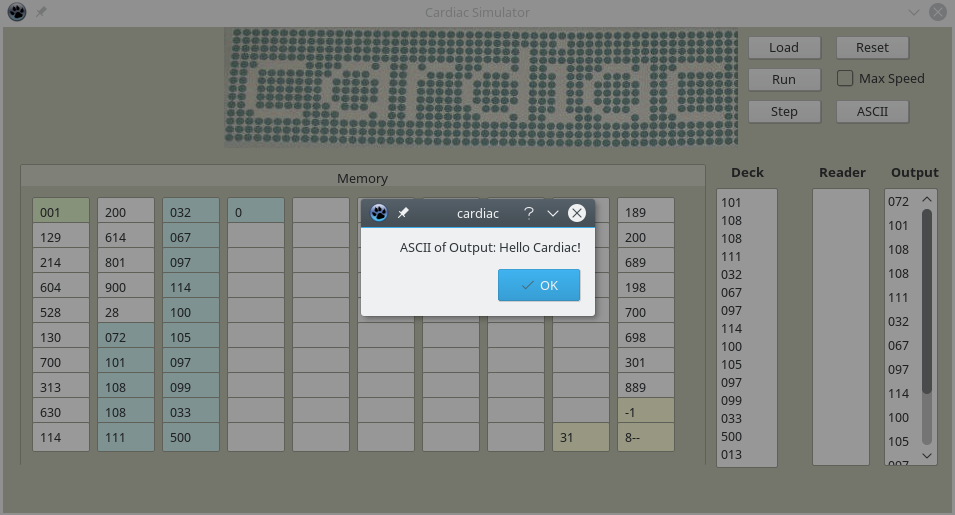 Cardiac Simulator
cardiac
Load Reset
Run Max Speed
Step ASCII
cardiac
ASCII of Output: Hello Cardiac!
OK
Memory
Deck Reader Output
001 200 032 0 189
129 614 067 200
214 801 097 689
604 900 114 198
528 28 100 700
130 072 105 698
700 101 097 301
313 108 099 889
630 108 033 -1
114 111 500 31 8--
101
108
108
111
032
067
097
114
100
105
097
099
033
500
013
072
101
108
108
111
032
067
097
114
100
105
097